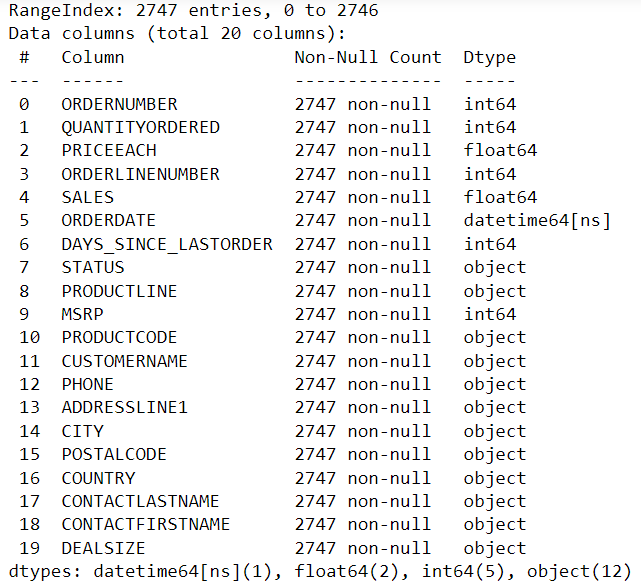 RangeIndex: 2747 entries, 0 to 2746
Data columns (total 20 columns):
 #   Column                Non-Null Count  Dtype
---  ------                --------------  -----
 0   ORDERNUMBER           2747 non-null   int64
 1   QUANTITYORDERED       2747 non-null   int64
 2   PRICEEACH             2747 non-null   float64
 3   ORDERLINENUMBER       2747 non-null   int64
 4   SALES                 2747 non-null   float64
 5   ORDERDATE             2747 non-null   datetime64[ns]
 6   DAYS_SINCE_LASTORDER  2747 non-null   int64
 7   STATUS                2747 non-null   object
 8   PRODUCTLINE           2747 non-null   object
 9   MSRP                  2747 non-null   int64
 10  PRODUCTCODE           2747 non-null   object
 11  CUSTOMERNAME          2747 non-null   object
 12  PHONE                 2747 non-null   object
 13  ADDRESSLINE1          2747 non-null   object
 14  CITY                  2747 non-null   object
 15  POSTALCODE            2747 non-null   object
 16  COUNTRY               2747 non-null   object
 17  CONTACTLASTNAME       2747 non-null   object
 18  CONTACTFIRSTNAME      2747 non-null   object
 19  DEALSIZE              2747 non-null   object
dtypes: datetime64[ns](1), float64(2), int64(5), object(12)